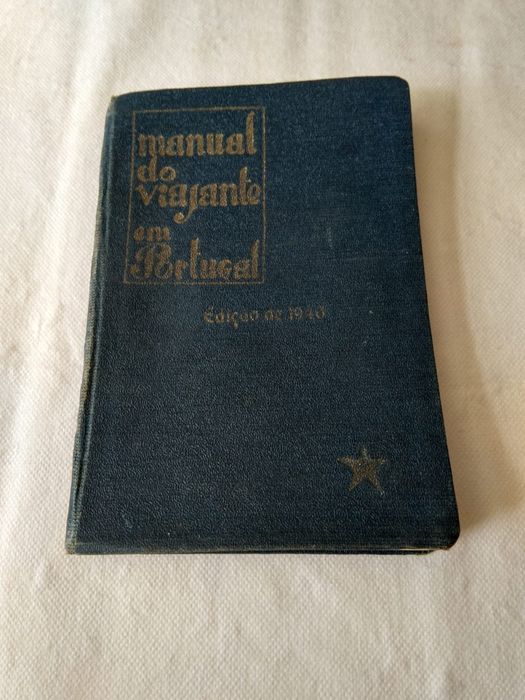 manual
do
viajante
em
Portugal
Edição de 1940